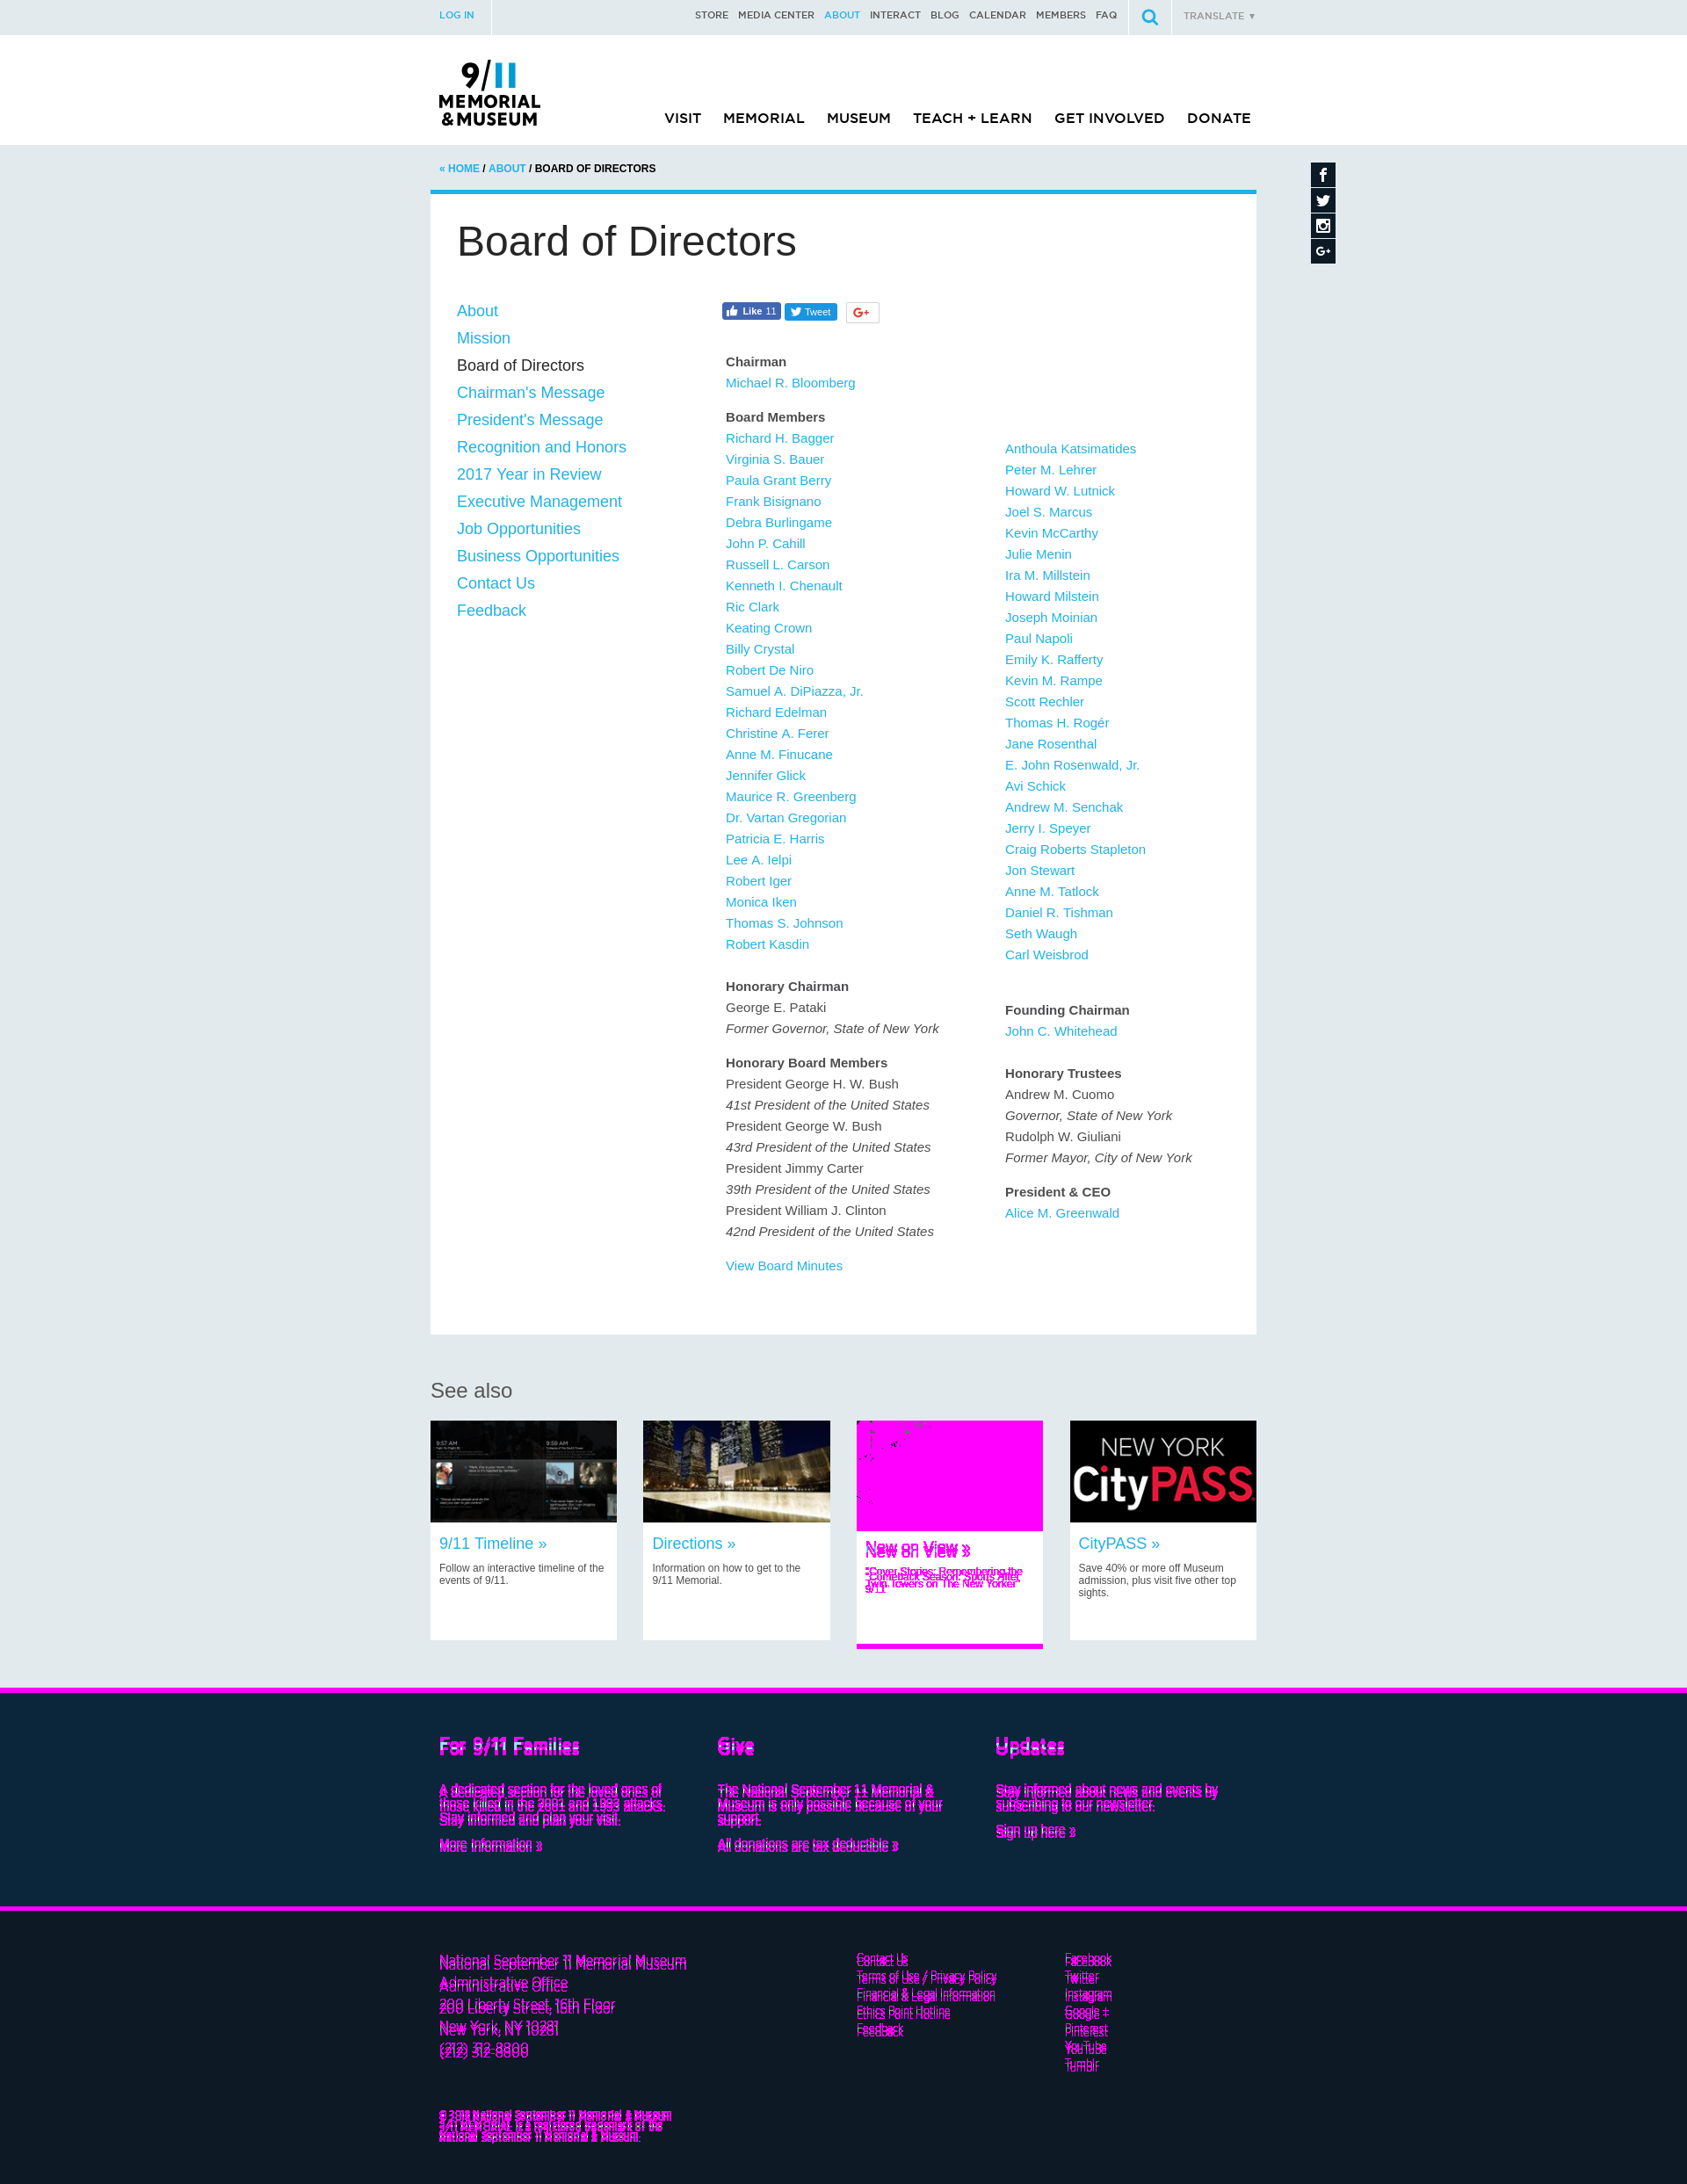 LOG IN
STORE MEDIA CENTER ABOUT INTERACT BLOG CALENDAR MEMBERS FAQ
TRANSLATE ▼
9/11
MEMORIAL
& MUSEUM
VISIT MEMORIAL MUSEUM TEACH + LEARN GET INVOLVED DONATE
« HOME / ABOUT / BOARD OF DIRECTORS
Board of Directors
About
Mission
Board of Directors
Chairman's Message
President's Message
Recognition and Honors
2017 Year in Review
Executive Management
Job Opportunities
Business Opportunities
Contact Us
Feedback
Like 11 Tweet G+
Chairman
Michael R. Bloomberg
Board Members
Richard H. Bagger
Virginia S. Bauer
Paula Grant Berry
Frank Bisignano
Debra Burlingame
John P. Cahill
Russell L. Carson
Kenneth I. Chenault
Ric Clark
Keating Crown
Billy Crystal
Robert De Niro
Samuel A. DiPiazza, Jr.
Richard Edelman
Christine A. Ferer
Anne M. Finucane
Jennifer Glick
Maurice R. Greenberg
Dr. Vartan Gregorian
Patricia E. Harris
Lee A. Ielpi
Robert Iger
Monica Iken
Thomas S. Johnson
Robert Kasdin
Honorary Chairman
George E. Pataki
Former Governor, State of New York
Honorary Board Members
President George H. W. Bush
41st President of the United States
President George W. Bush
43rd President of the United States
President Jimmy Carter
39th President of the United States
President William J. Clinton
42nd President of the United States
View Board Minutes
Anthoula Katsimatides
Peter M. Lehrer
Howard W. Lutnick
Joel S. Marcus
Kevin McCarthy
Julie Menin
Ira M. Millstein
Howard Milstein
Joseph Moinian
Paul Napoli
Emily K. Rafferty
Kevin M. Rampe
Scott Rechler
Thomas H. Rogér
Jane Rosenthal
E. John Rosenwald, Jr.
Avi Schick
Andrew M. Senchak
Jerry I. Speyer
Craig Roberts Stapleton
Jon Stewart
Anne M. Tatlock
Daniel R. Tishman
Seth Waugh
Carl Weisbrod
Founding Chairman
John C. Whitehead
Honorary Trustees
Andrew M. Cuomo
Governor, State of New York
Rudolph W. Giuliani
Former Mayor, City of New York
President & CEO
Alice M. Greenwald
See also
9:57 AM
9:59 AM
9/11 Timeline »
Follow an interactive timeline of the
events of 9/11.
Directions »
Information on how to get to the
9/11 Memorial.
New on View »
"Cover Stories: Remembering the
Twin Towers on The New Yorker"
"Comeback Season: Sports After
9/11"
NEW YORK
CityPASS
CityPASS »
Save 40% or more off Museum
admission, plus visit five other top
sights.
For 9/11 Families
A dedicated section for the loved ones of
those killed in the 2001 and 1993 attacks.
Stay informed and plan your visit.
More Information »
Give
The National September 11 Memorial &
Museum is only possible because of your
support.
All donations are tax deductible »
Updates
Stay informed about news and events by
subscribing to our newsletter.
Sign up here »
National September 11 Memorial Museum
Administrative Office
200 Liberty Street, 16th Floor
New York, NY 10281
(212) 312-8800
Contact Us
Terms of Use / Privacy Policy
Financial & Legal Information
Ethics Point Hotline
Feedback
Facebook
Twitter
Instagram
Google +
Pinterest
YouTube
Tumblr
National September 11 Memorial & Museum
9/11 MEMORIAL is a registered trademark of the
National September 11 Memorial & Museum.